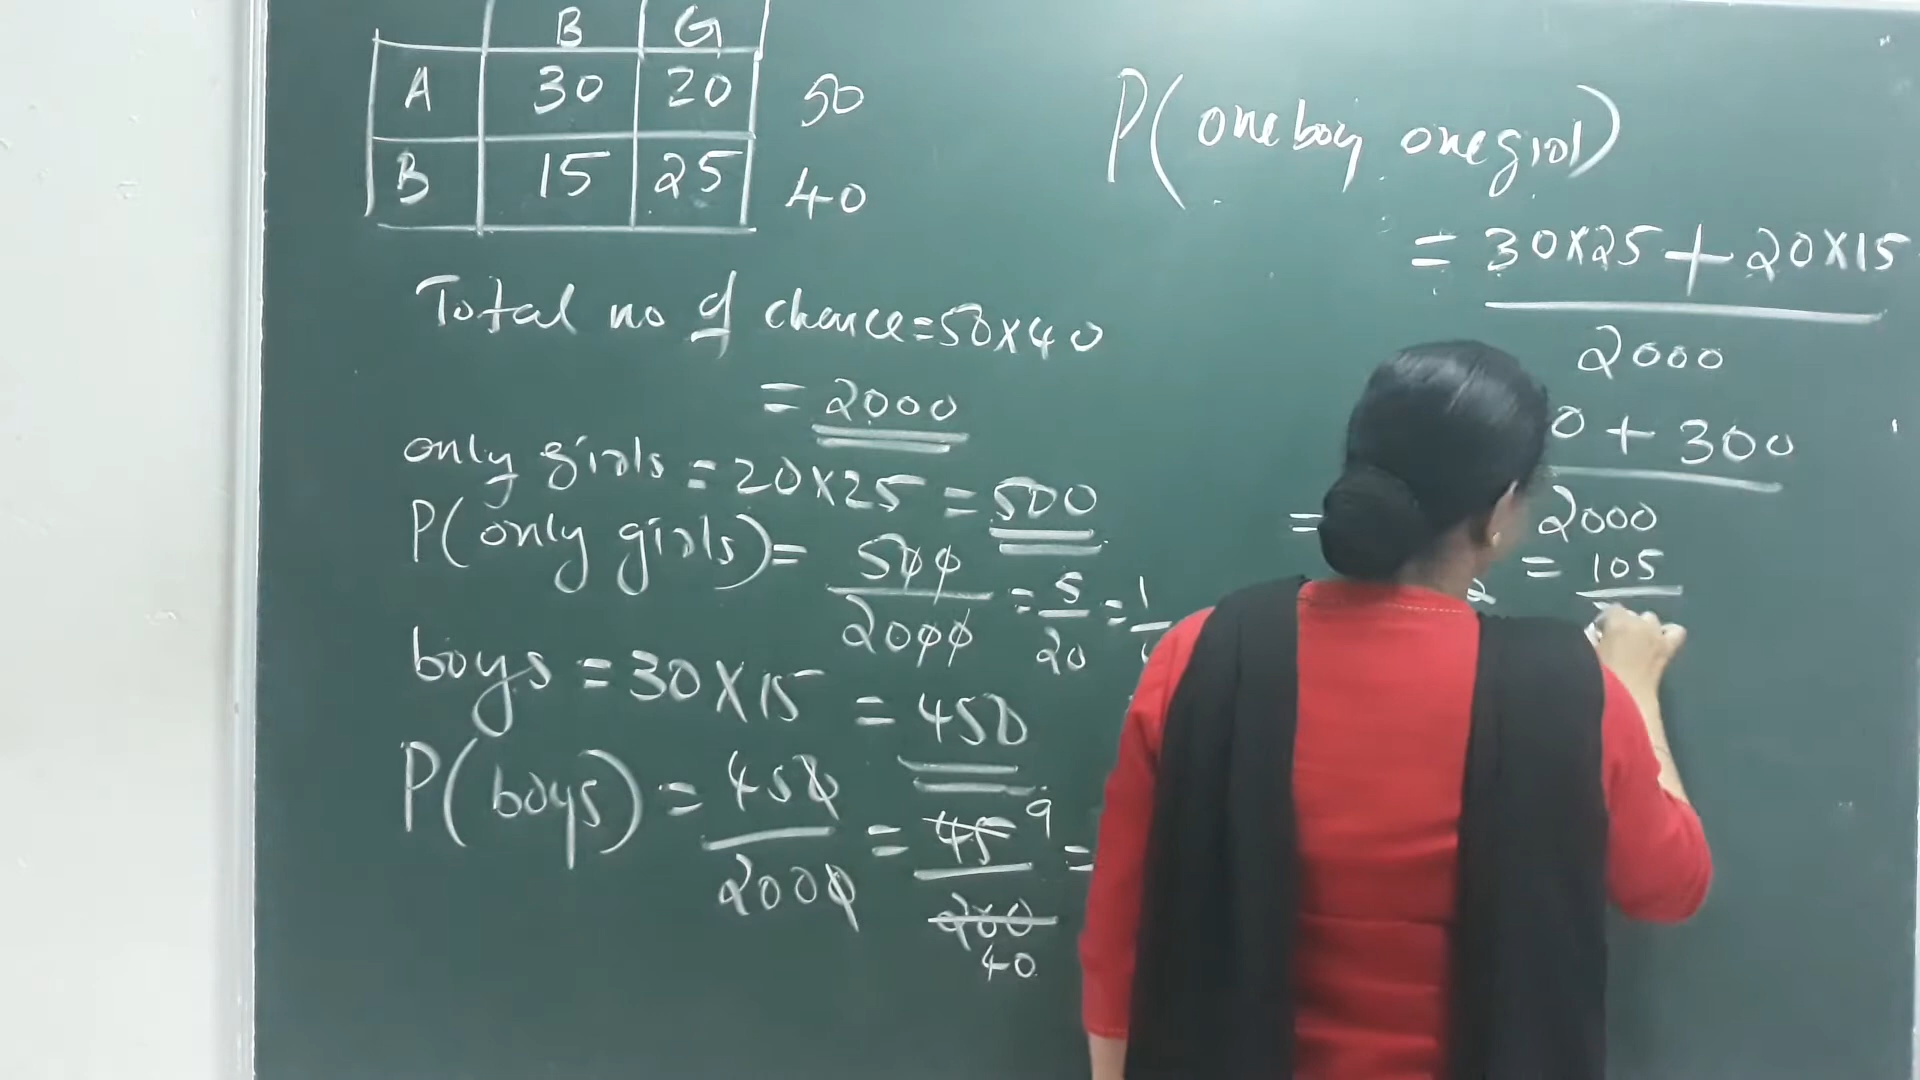 B G
A 30 20 50
B 15 25 40
Total no of chance = 50×40
= 2000
only girls = 20×25 = 500
P(only girls) = 500/2000 = 5/20 = 1/
boys = 30×15 = 450
P(boys) = 450/2000 = 45/200 9/40 =
P(one boy one girl)
= 30×25 + 20×15
2000
0 + 300
= 2000
2 = 105